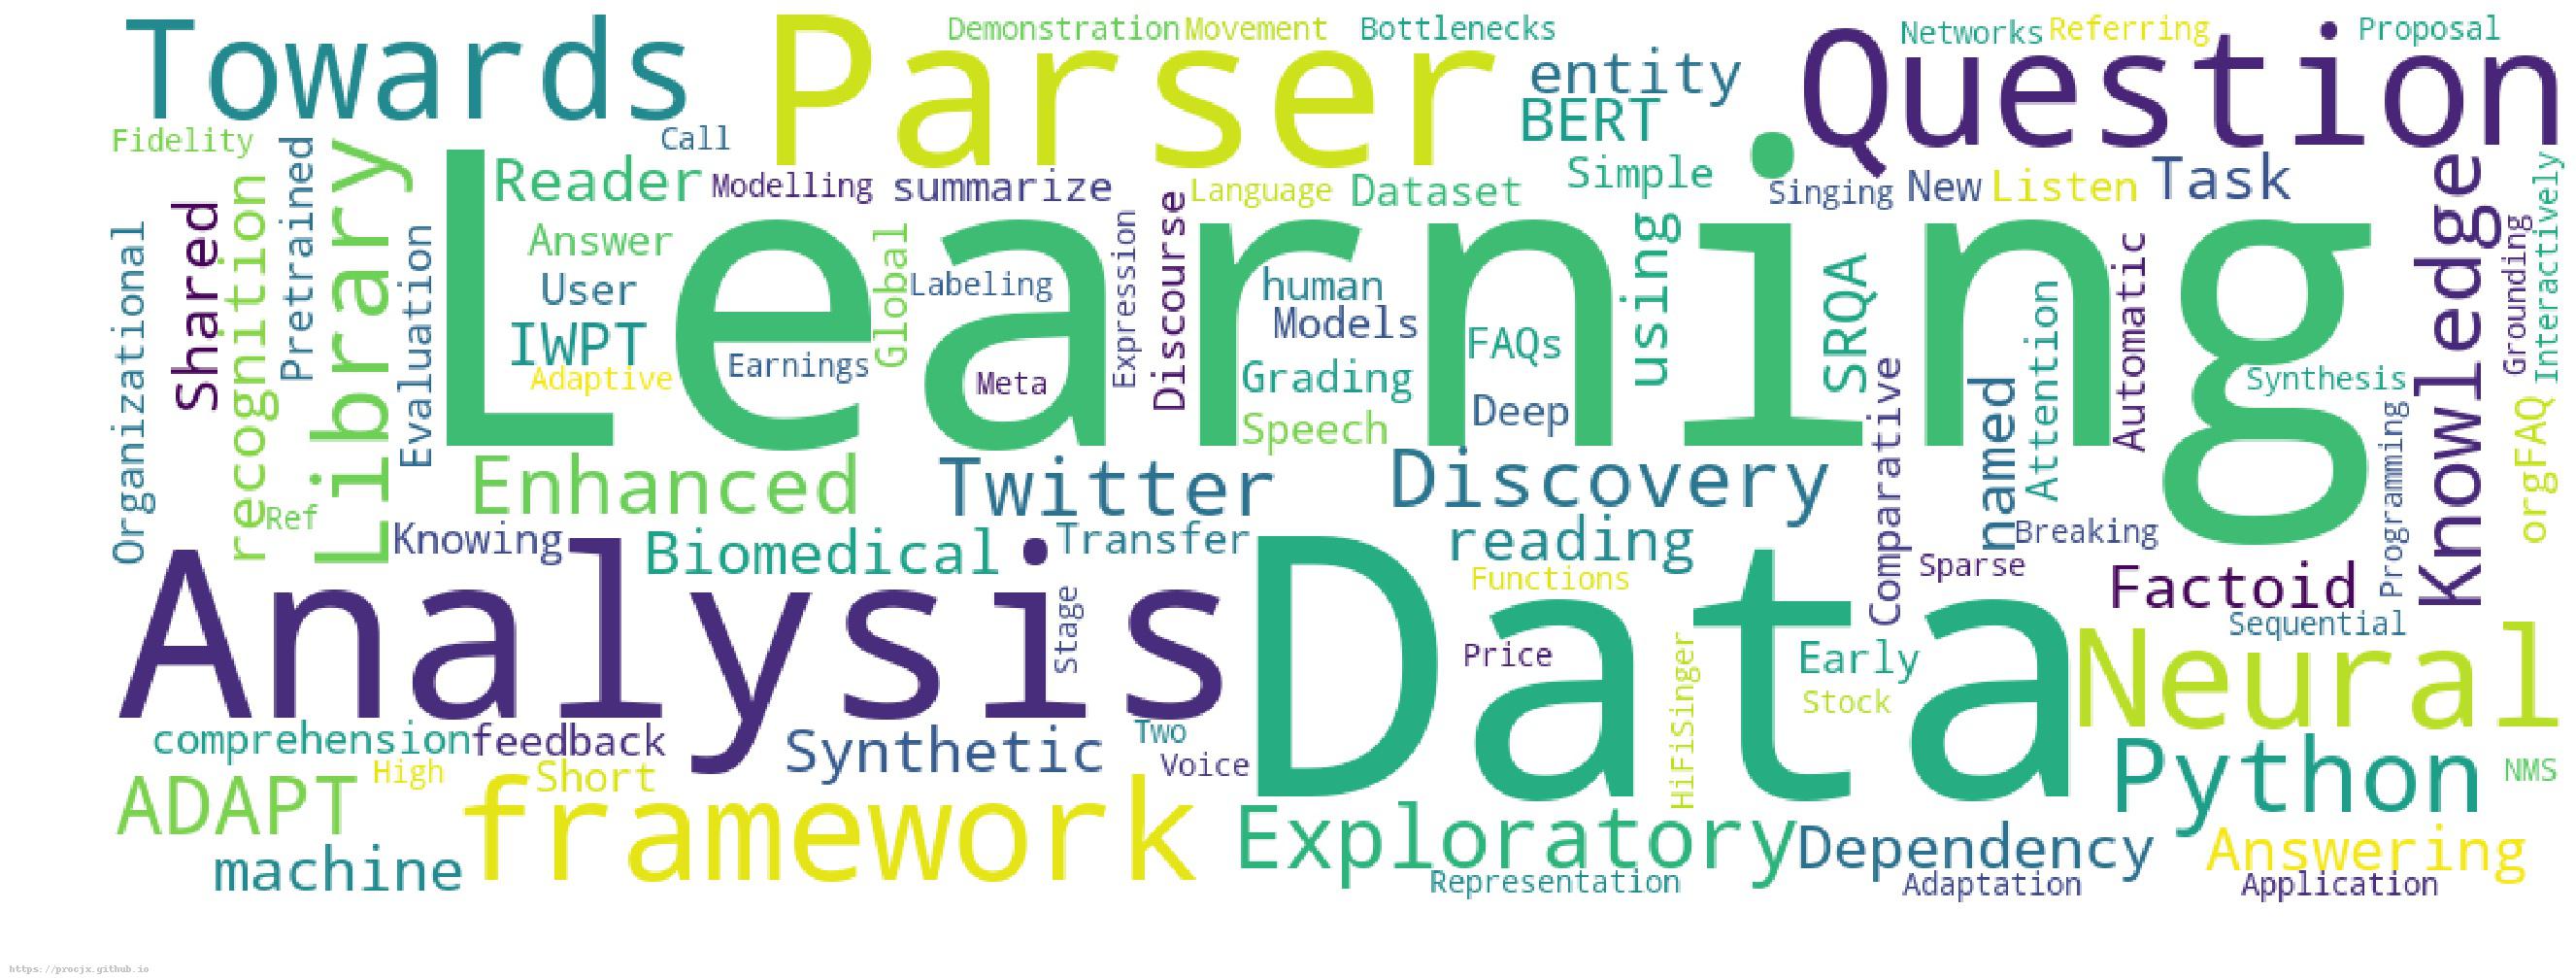 Towards
Parser
Demonstration
Movement
Bottlenecks
entity
BERT
Question
Networks
Referring
Proposal
Fidelity
Call
Pretrained
Library
Reader
Modelling
summarize
Language
Dataset
Simple
Singing
New
Listen
Task
Shared
recognition
Organizational
Evaluation
Learning
Answer
User
IWPT
Adaptive
Earnings
Global
Labeling
Meta
Expression
Discourse
human
Models
Grading
Speech
FAQs
Deep
using
SRQA
Comparative
named
Attention
Automatic
Synthesis
Knowledge
Grounding
Interactively
Programming
orgFAQ
Ref
Knowing
Enhanced
Twitter
Discovery
Biomedical
Transfer
reading
Breaking
Sparse
Functions
Factoid
Sequential
Analysis
Stage
Data
Price
HiFiSinger
Early
Stock
Neural
comprehension
feedback
Synthetic
Two
Voice
Python
NMS
ADAPT
High
Short
framework
machine
Exploratory
Representation
Dependency
Adaptation
Answering
Application
https://procjx.github.io